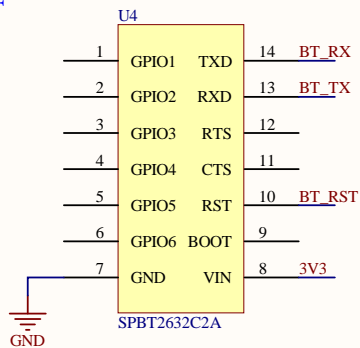 U4
1 GPIO1 TXD 14 BT_RX
2 GPIO2 RXD 13 BT_TX
3 GPIO3 RTS 12
4 GPIO4 CTS 11
5 GPIO5 RST 10 BT_RST
6 GPIO6 BOOT 9
7 GND VIN 8 3V3
SPBT2632C2A
GND